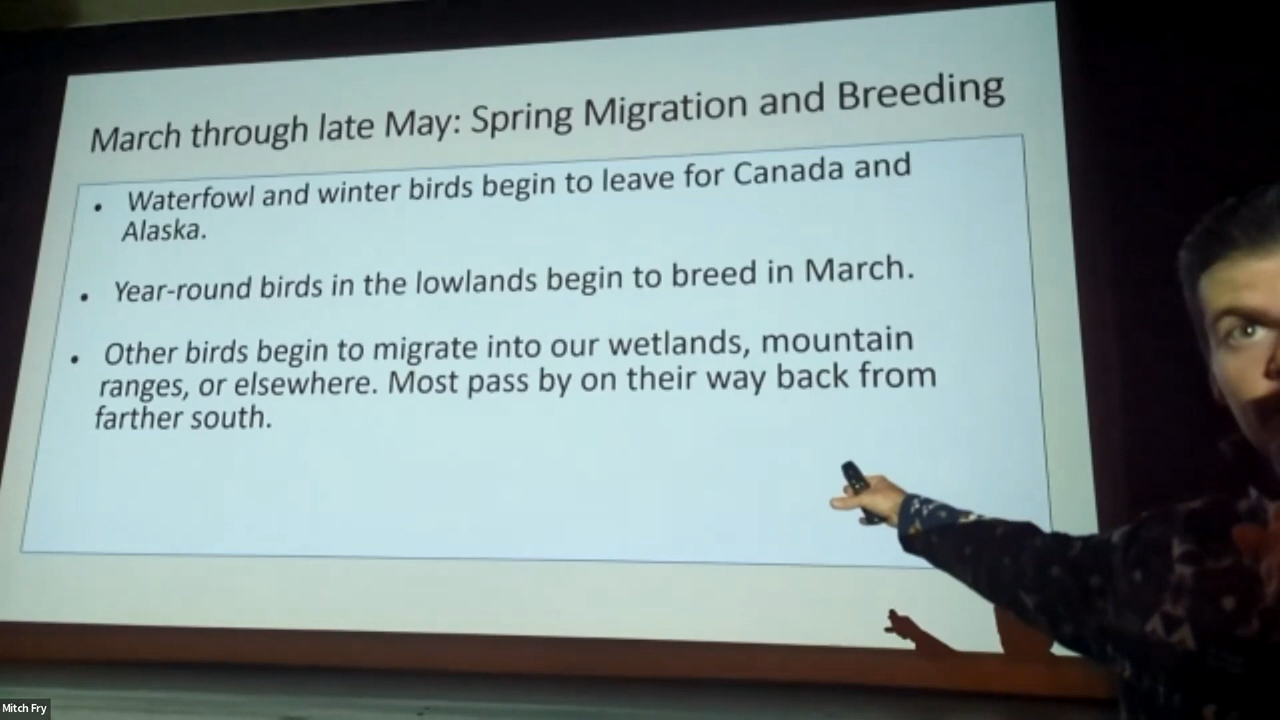 March through late May: Spring Migration and Breeding
• Waterfowl and winter birds begin to leave for Canada and
Alaska.
• Year-round birds in the lowlands begin to breed in March.
• Other birds begin to migrate into our wetlands, mountain
ranges, or elsewhere. Most pass by on their way back from
farther south.
Mitch Fry